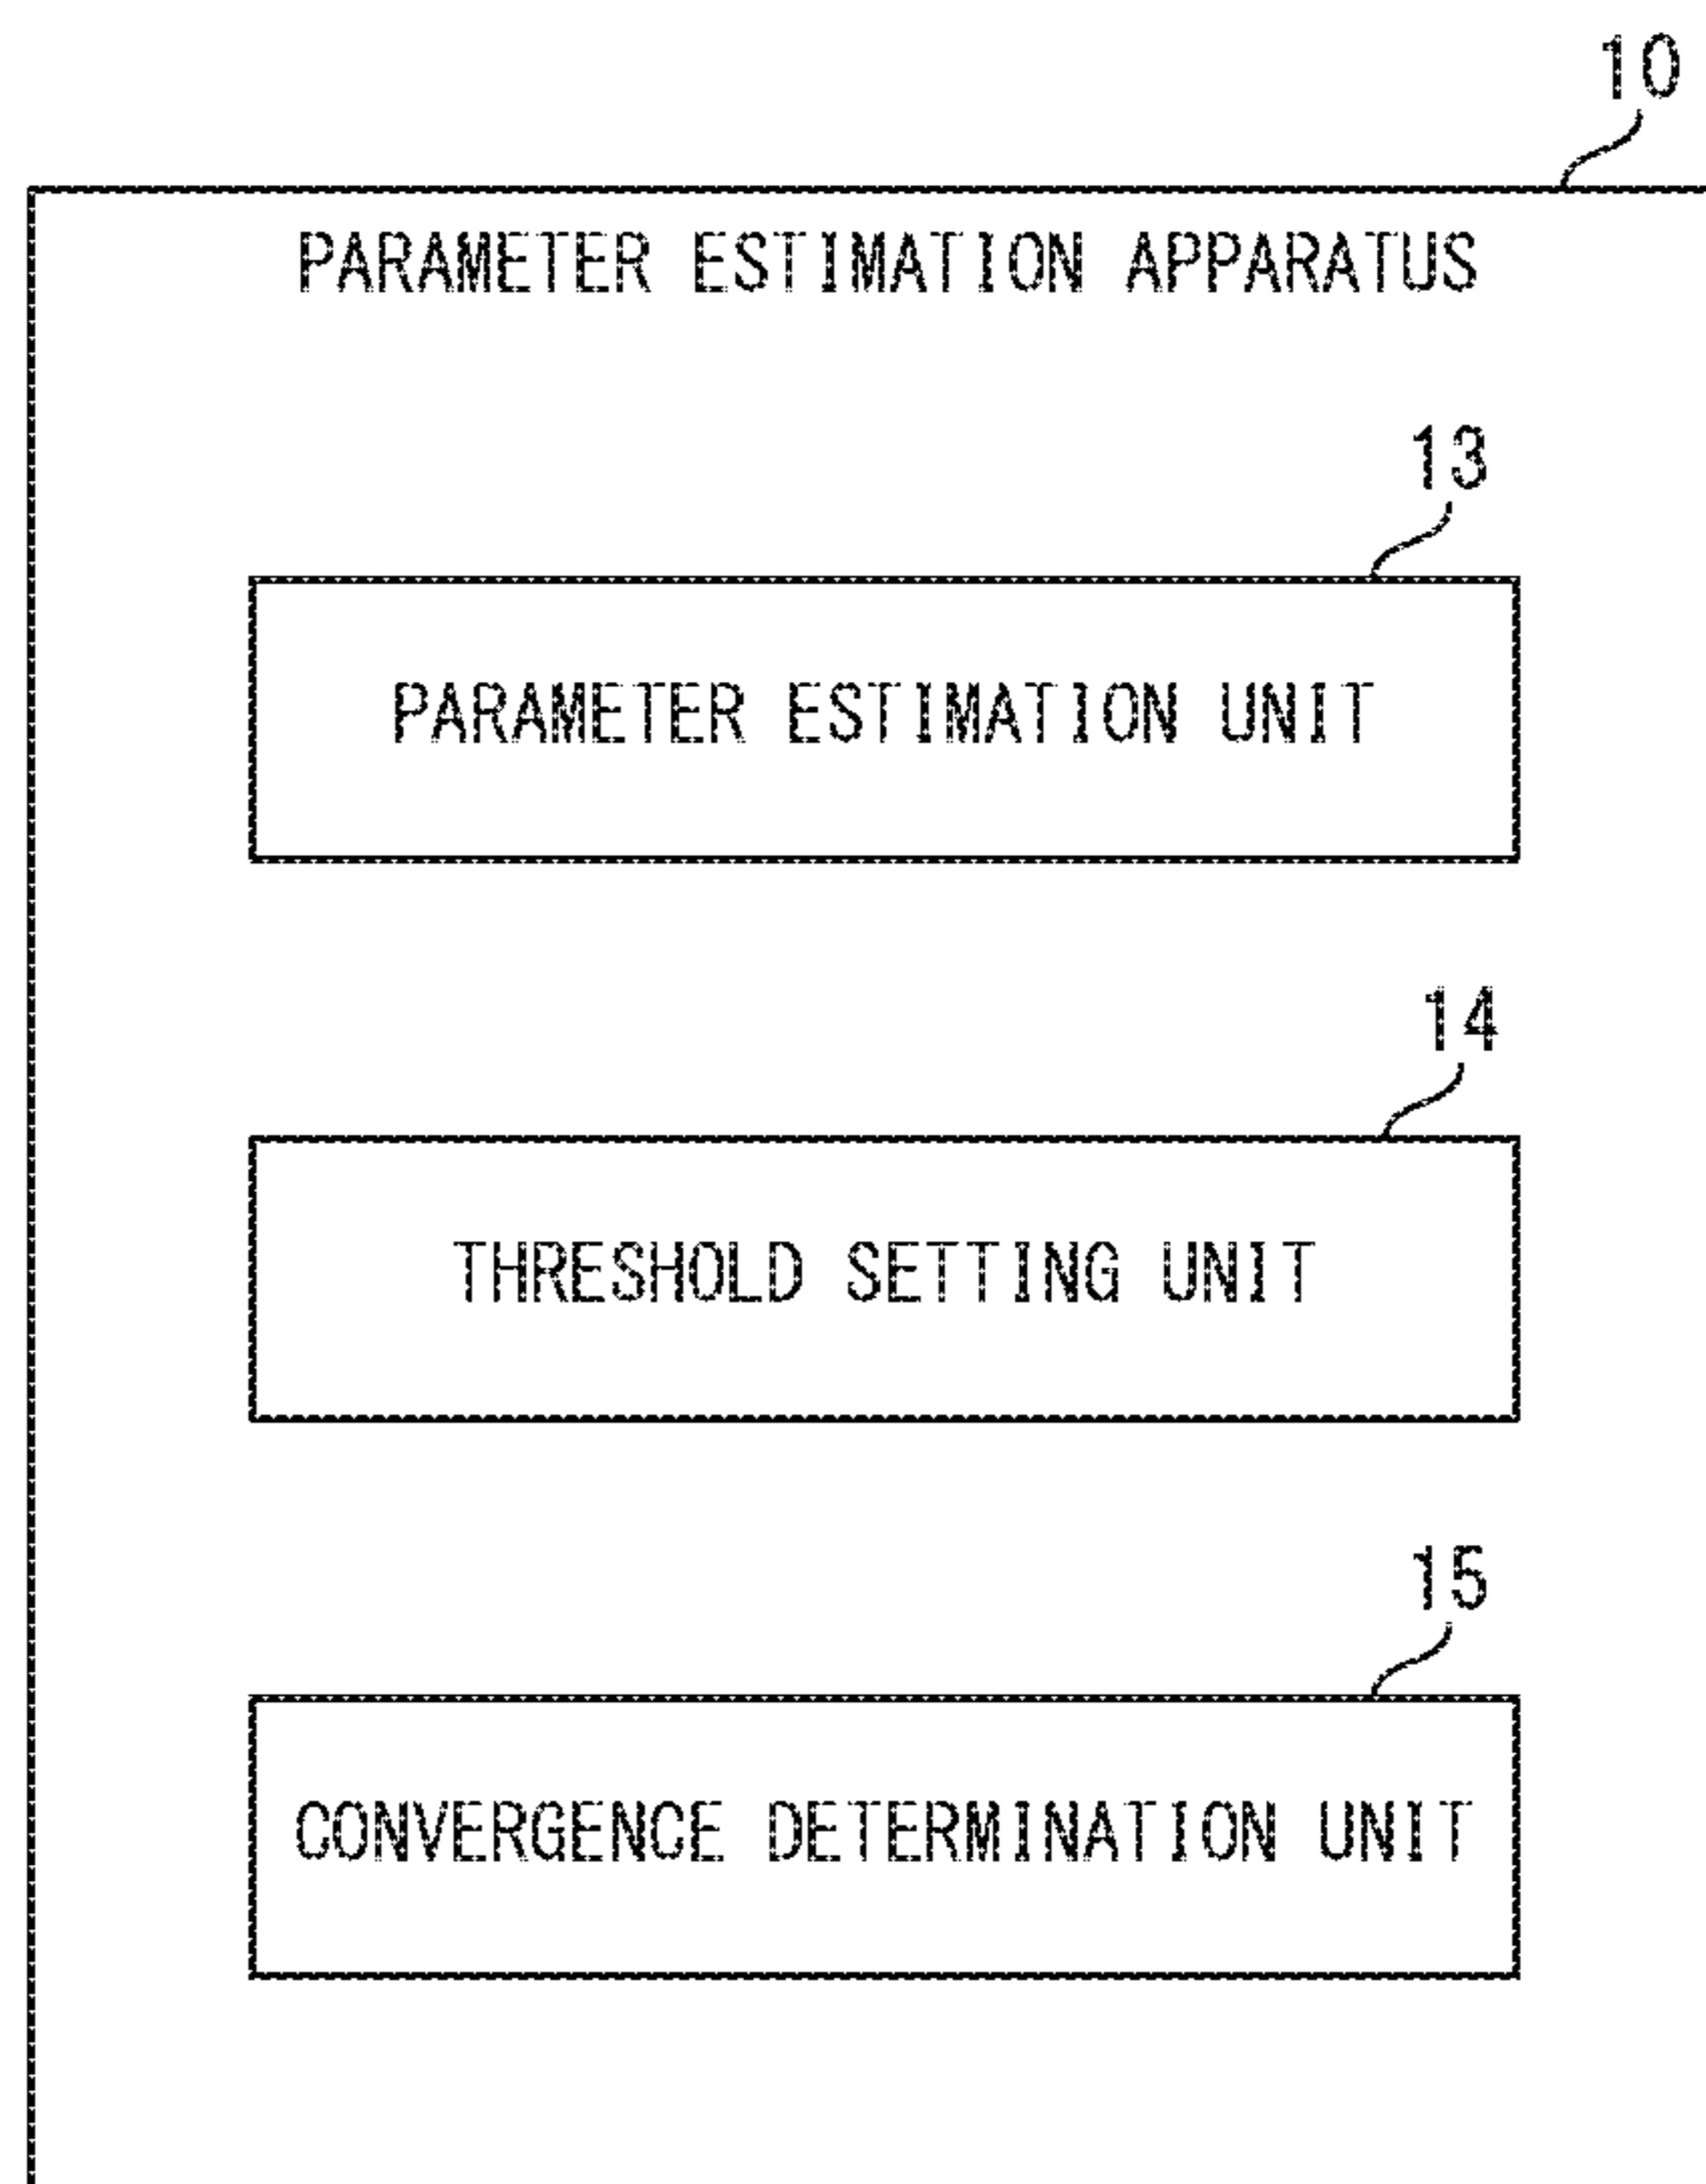 10
PARAMETER ESTIMATION APPARATUS
13
PARAMETER ESTIMATION UNIT
14
THRESHOLD SETTING UNIT
15
CONVERGENCE DETERMINATION UNIT